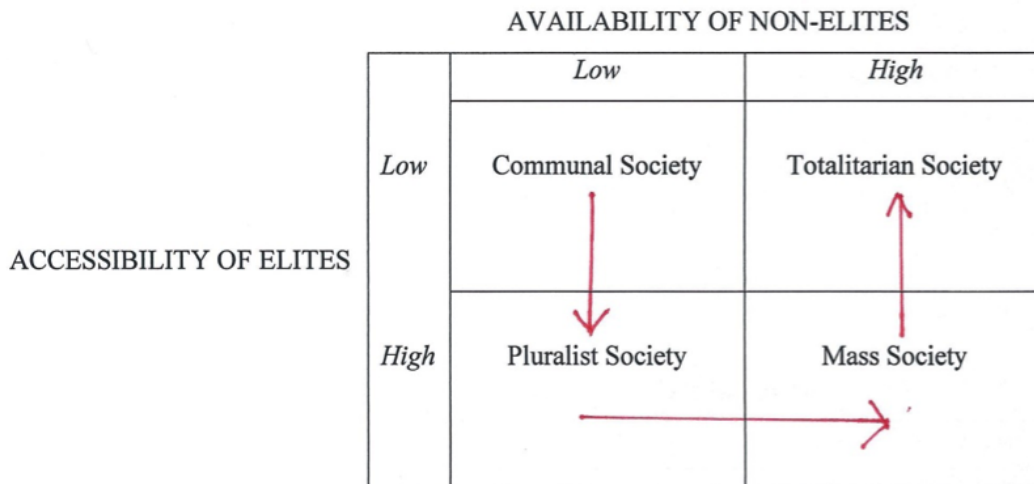 AVAILABILITY OF NON-ELITES
Low
High
Low
Communal Society
Totalitarian Society
ACCESSIBILITY OF ELITES
High
Pluralist Society
Mass Society